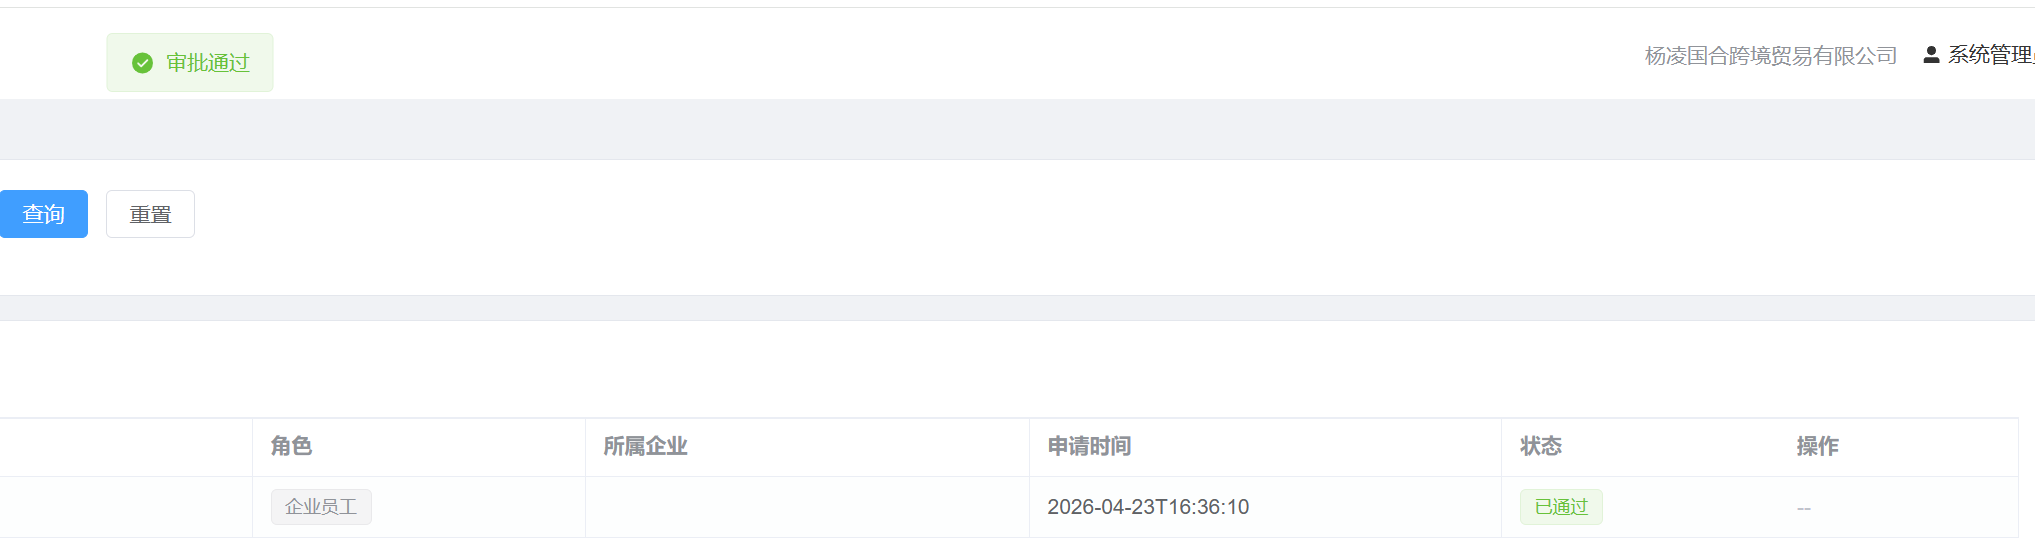 审批通过
杨凌国合跨境贸易有限公司 系统管理
查询 重置
角色 所属企业 申请时间 状态 操作
企业员工 2026-04-23T16:36:10 已通过 --